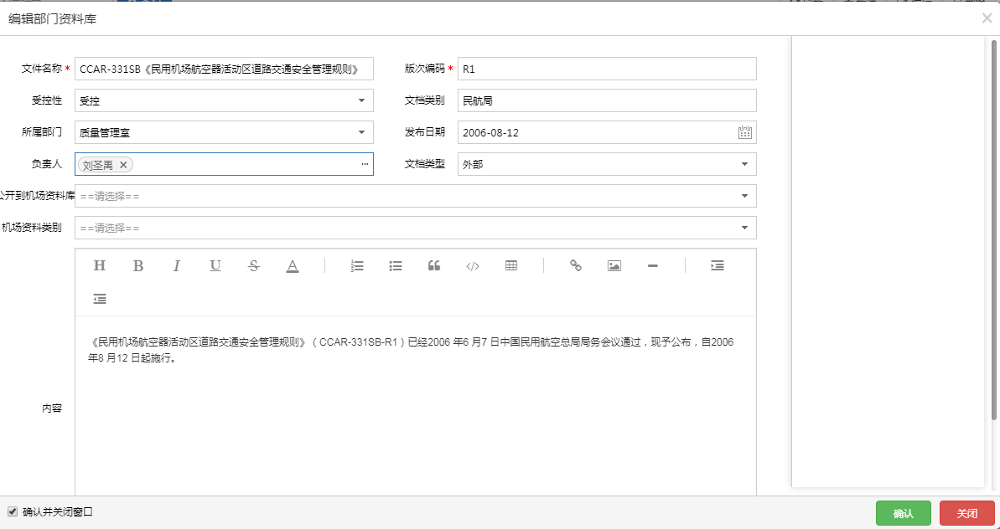 编辑部门资料库
文件名称 * CCAR-331SB《民用机场航空器活动区道路交通安全管理规则》 版次编码 * R1
受控性 受控 文档类别 民航局
所属部门 质量管理室 发布日期 2006-08-12
负责人 刘圣禹 文档类型 外部
公开到机场资料库 ==请选择==
机场资料类别 ==请选择==
《民用机场航空器活动区道路交通安全管理规则》（CCAR-331SB-R1）已经2006 年6 月7 日中国民用航空总局局务会议通过，现予公布，自2006
年8 月12 日起施行。
内容
确认并关闭窗口 确认 关闭